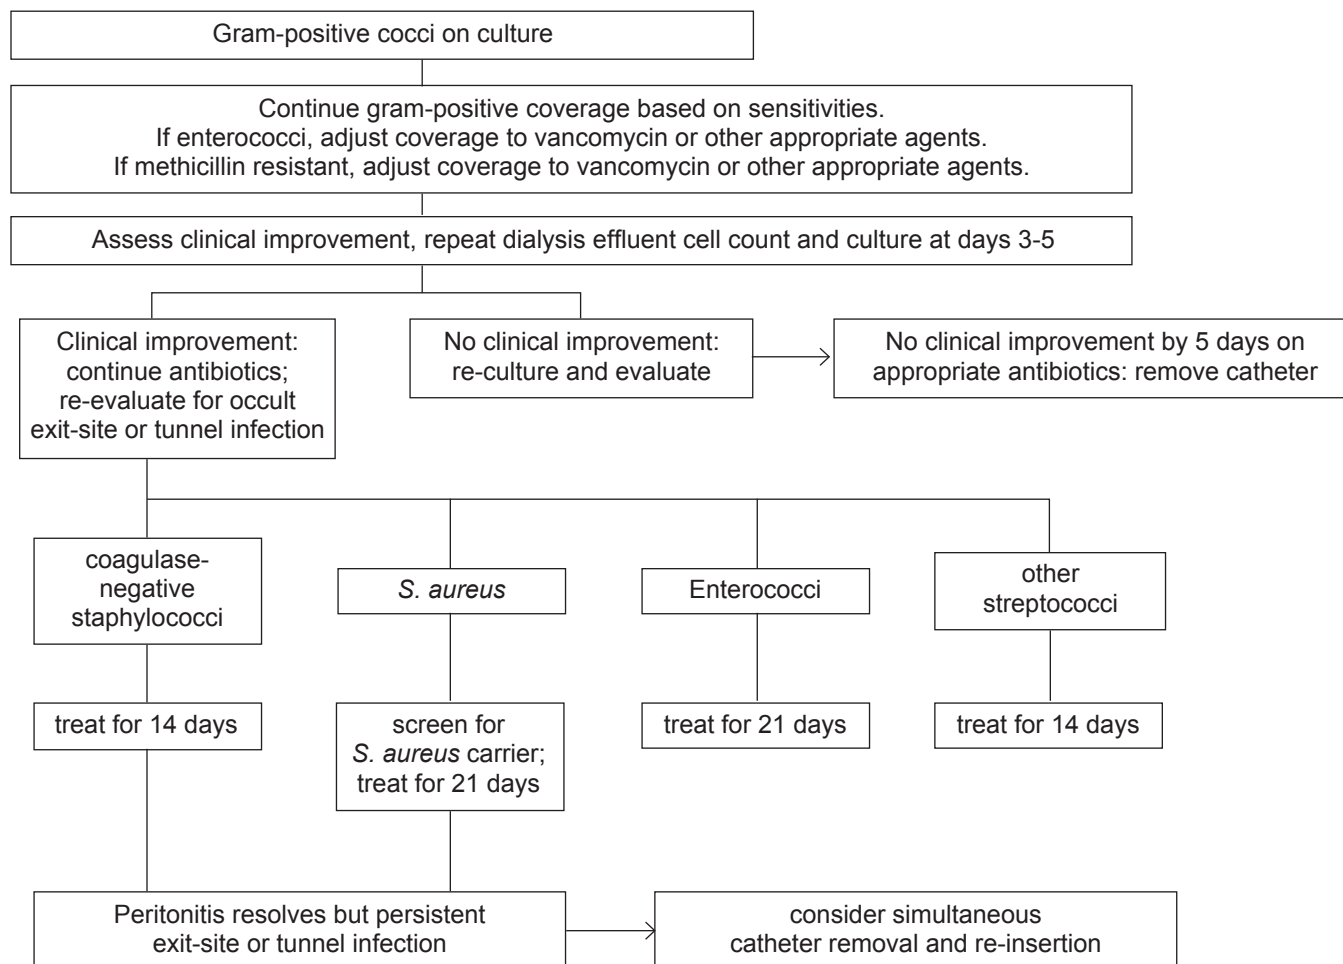 Gram-positive cocci on culture
Continue gram-positive coverage based on sensitivities.
If enterococci, adjust coverage to vancomycin or other appropriate agents.
If methicillin resistant, adjust coverage to vancomycin or other appropriate agents.
Assess clinical improvement, repeat dialysis effluent cell count and culture at days 3-5
Clinical improvement:
continue antibiotics;
re-evaluate for occult
exit-site or tunnel infection
No clinical improvement:
re-culture and evaluate
No clinical improvement by 5 days on
appropriate antibiotics: remove catheter
coagulase-
negative
staphylococci
S. aureus
Enterococci
other
streptococci
treat for 14 days
screen for
S. aureus carrier;
treat for 21 days
treat for 21 days
treat for 14 days
Peritonitis resolves but persistent
exit-site or tunnel infection
consider simultaneous
catheter removal and re-insertion